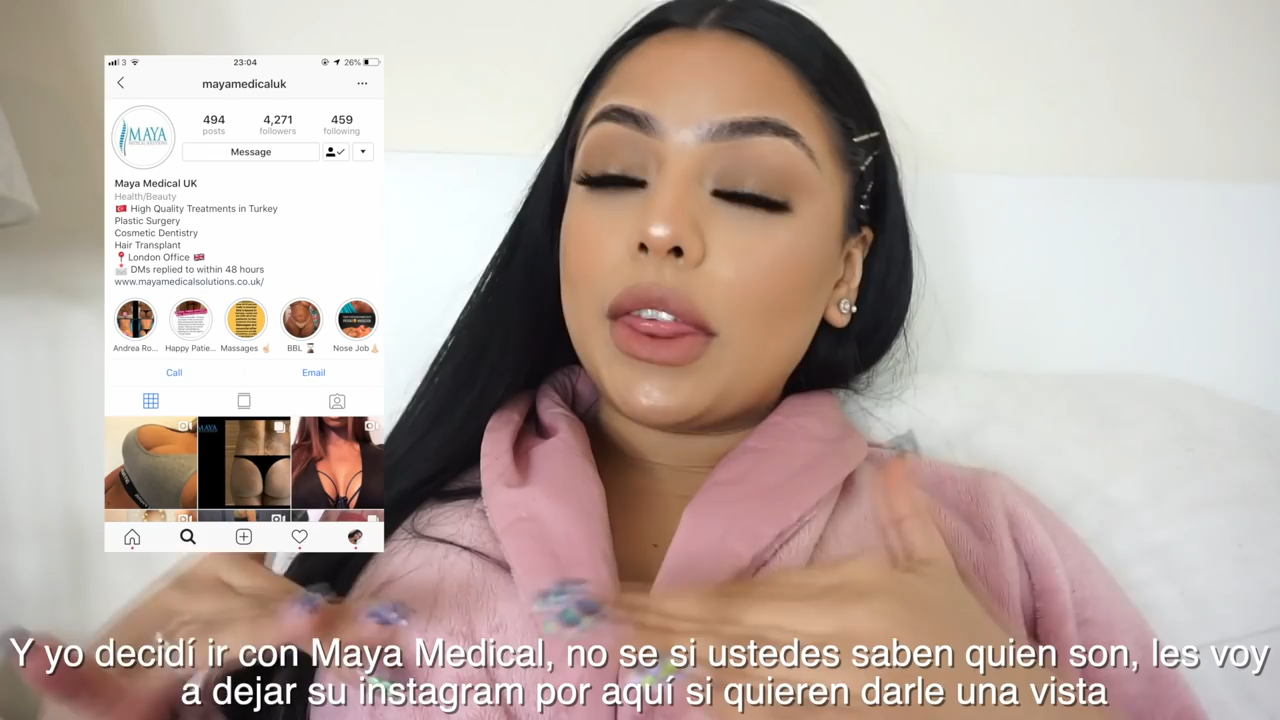 3
23:04
26%
mayamedicaluk
494
4,271
459
posts
followers
following
MAYA
MEDICAL SOLUTIONS
Message
Maya Medical UK
Health/Beauty
🇹🇷 High Quality Treatments in Turkey
Plastic Surgery
Cosmetic Dentistry
Hair Transplant
📍London Office 🇬🇧
📩 DMs replied to within 48 hours
www.mayamedicalsolutions.co.uk/
Andrea Ro...
Happy Patie...
Massages ☝🏻
BBL ⌛
Nose Job 👃🏻
Call
Email
MAYA
Y yo decidí ir con Maya Medical, no se si ustedes saben quien son, les voy
a dejar su instagram por aquí si quieren darle una vista